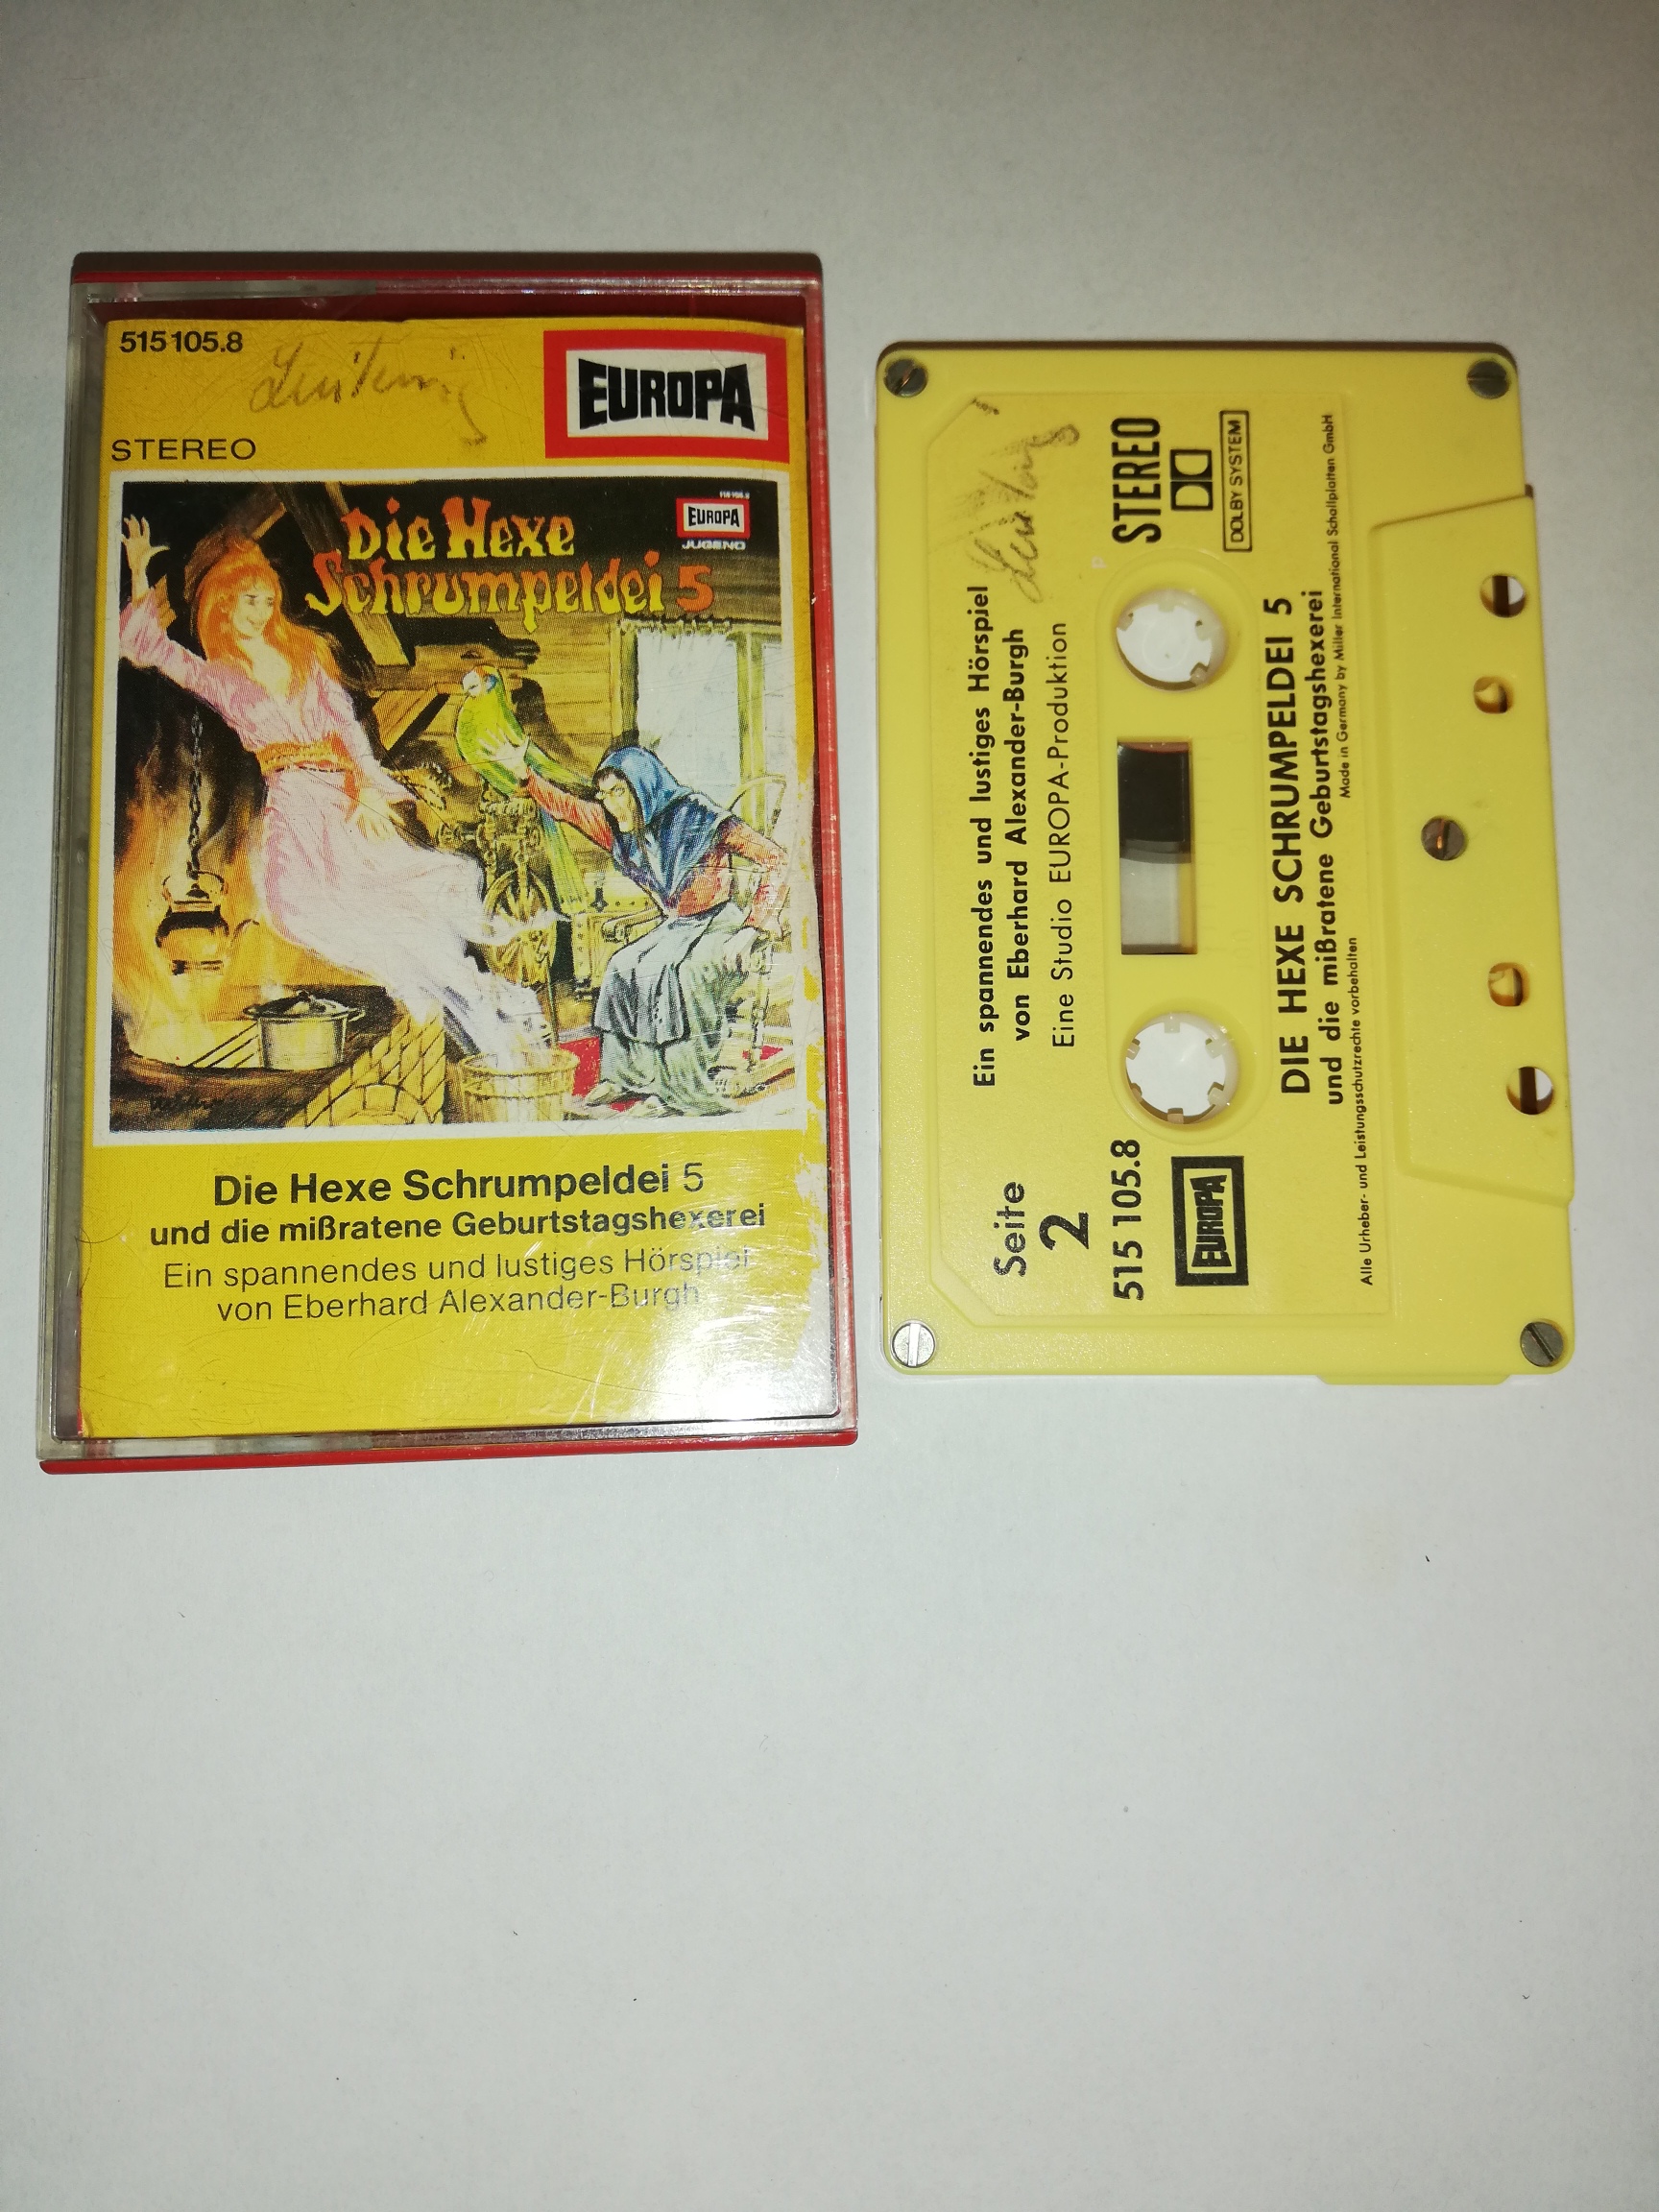 515 105.8
EUROPA
STEREO
Die Hexe
Schrumpeldei 5
EUROPA
JUGEND
Die Hexe Schrumpeldei 5
und die mißratene Geburtstagshexerei
Ein spannendes und lustiges Hörspiel
von Eberhard Alexander-Burgh
Ein spannendes und lustiges Hörspiel
von Eberhard Alexander-Burgh
Eine Studio EUROPA-Produktion
Seite
2
515 105.8
EUROPA
STEREO
DOLBY SYSTEM
DIE HEXE SCHRUMPELDEI 5
und die mißratene Geburtstagshexerei
Made in Germany by Miller International Schallplatten GmbH
Alle Urheber- und Leistungsschutzrechte vorbehalten